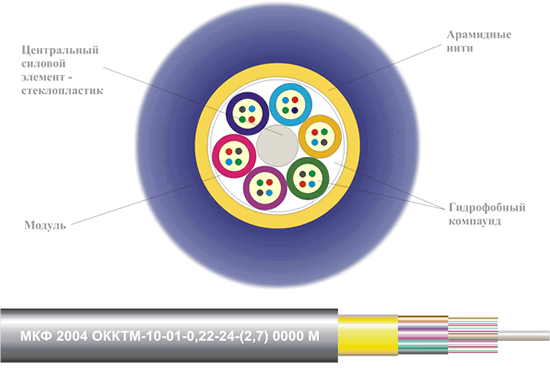 Центральный
силовой
элемент -
стеклопластик
Арамидные
нити
Модуль
Гидрофобный
компаунд
МКФ 2004 ОККТМ-10-01-0,22-24-(2,7) 0000 М